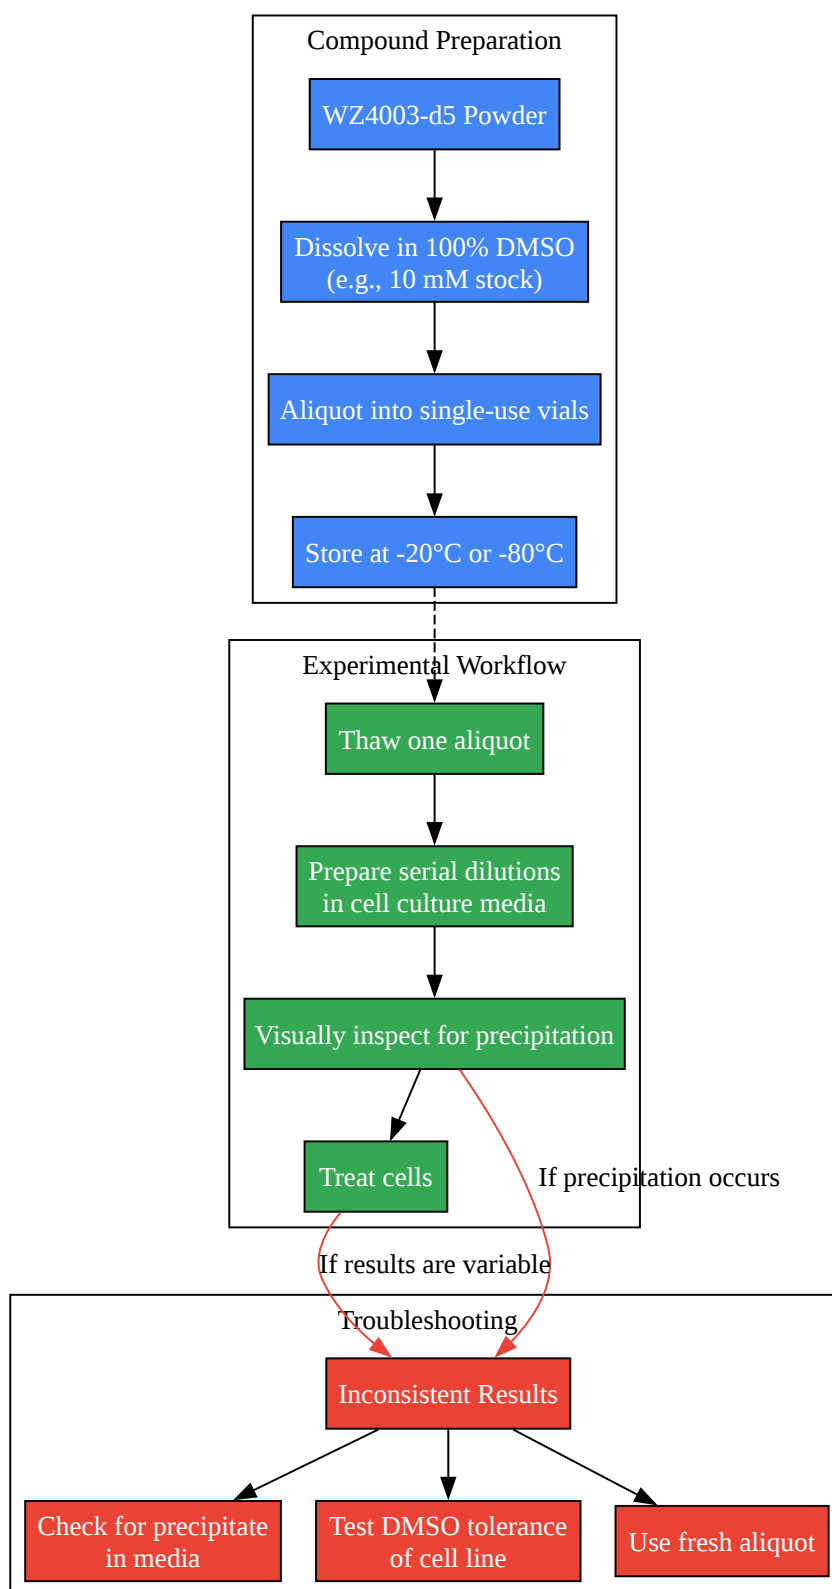 Compound Preparation
WZ4003-d5 Powder
Dissolve in 100% DMSO
(e.g., 10 mM stock)
Aliquot into single-use vials
Store at -20°C or -80°C
Experimental Workflow
Thaw one aliquot
Prepare serial dilutions
in cell culture media
Visually inspect for precipitation
Treat cells
If precipitation occurs
If results are variable
Troubleshooting
Inconsistent Results
Check for precipitate
in media
Test DMSO tolerance
of cell line
Use fresh aliquot